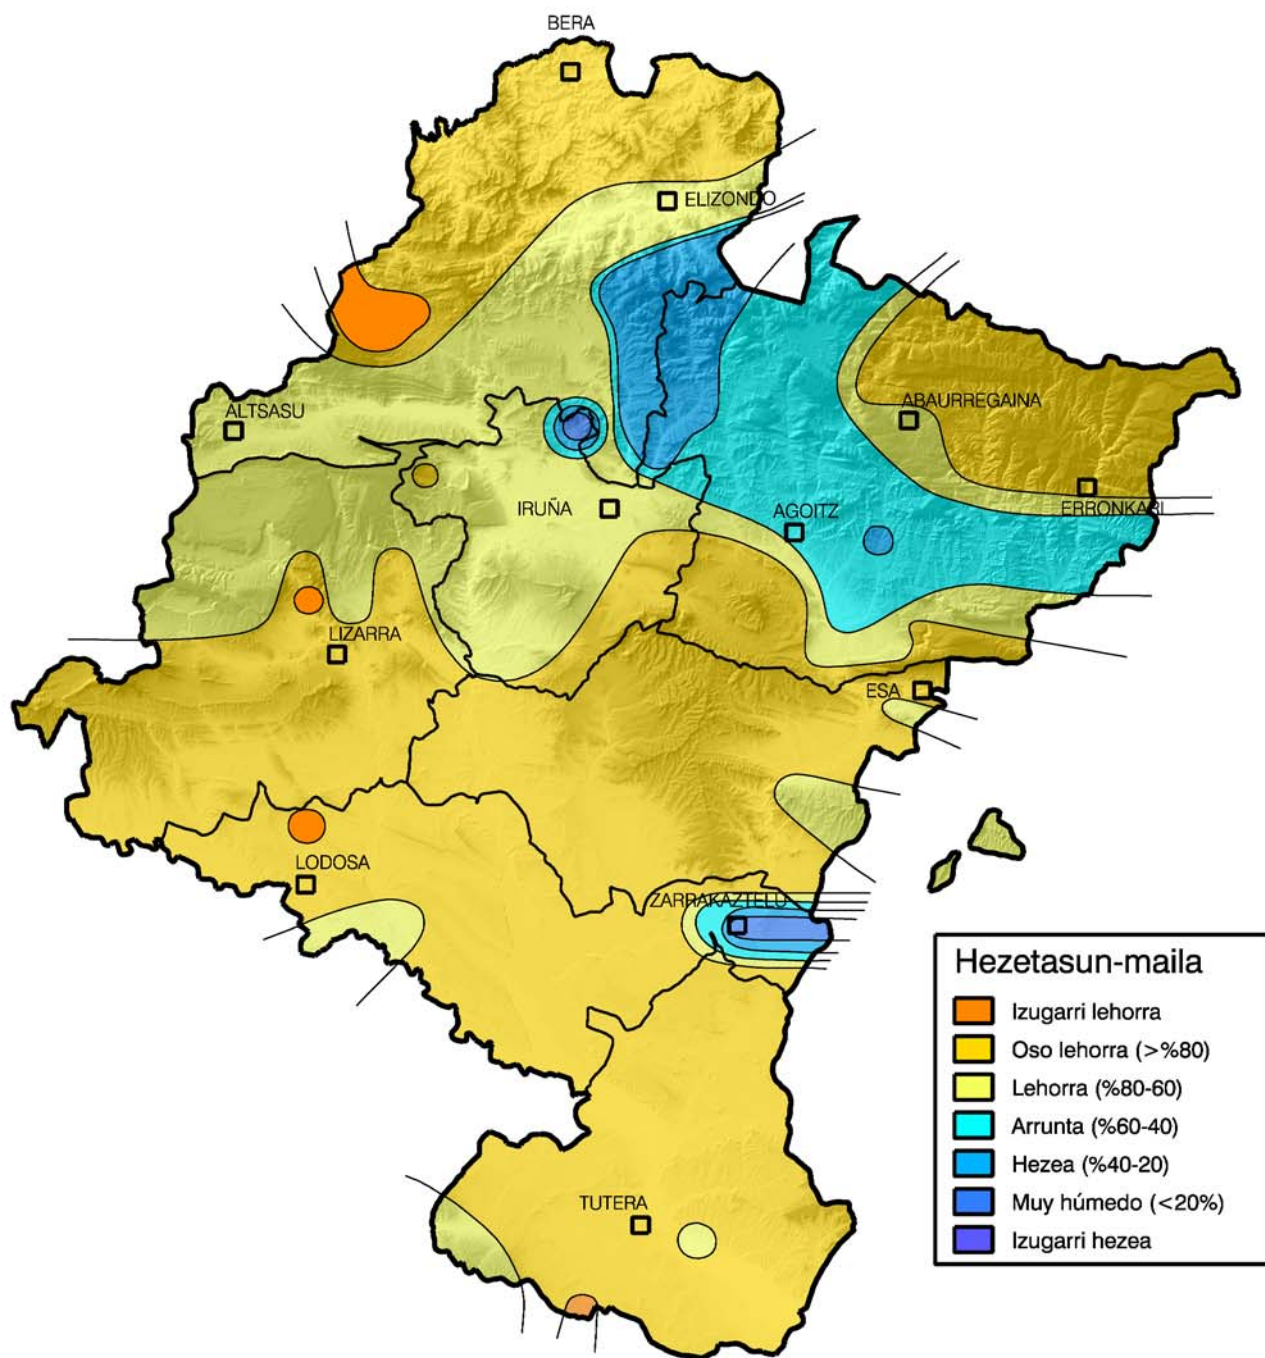 BERA
ELIZONDO
ALTSASU
ABAURREGAINA
IRUÑA
AGOITZ
ERRONKARI
LIZARRA
ESA
LODOSA
ZARRAKAZTELU
TUTERA
Hezetasun-maila
Izugarri lehorra
Oso lehorra (>%80)
Lehorra (%80-60)
Arrunta (%60-40)
Hezea (%40-20)
Muy húmedo (<20%)
Izugarri hezea